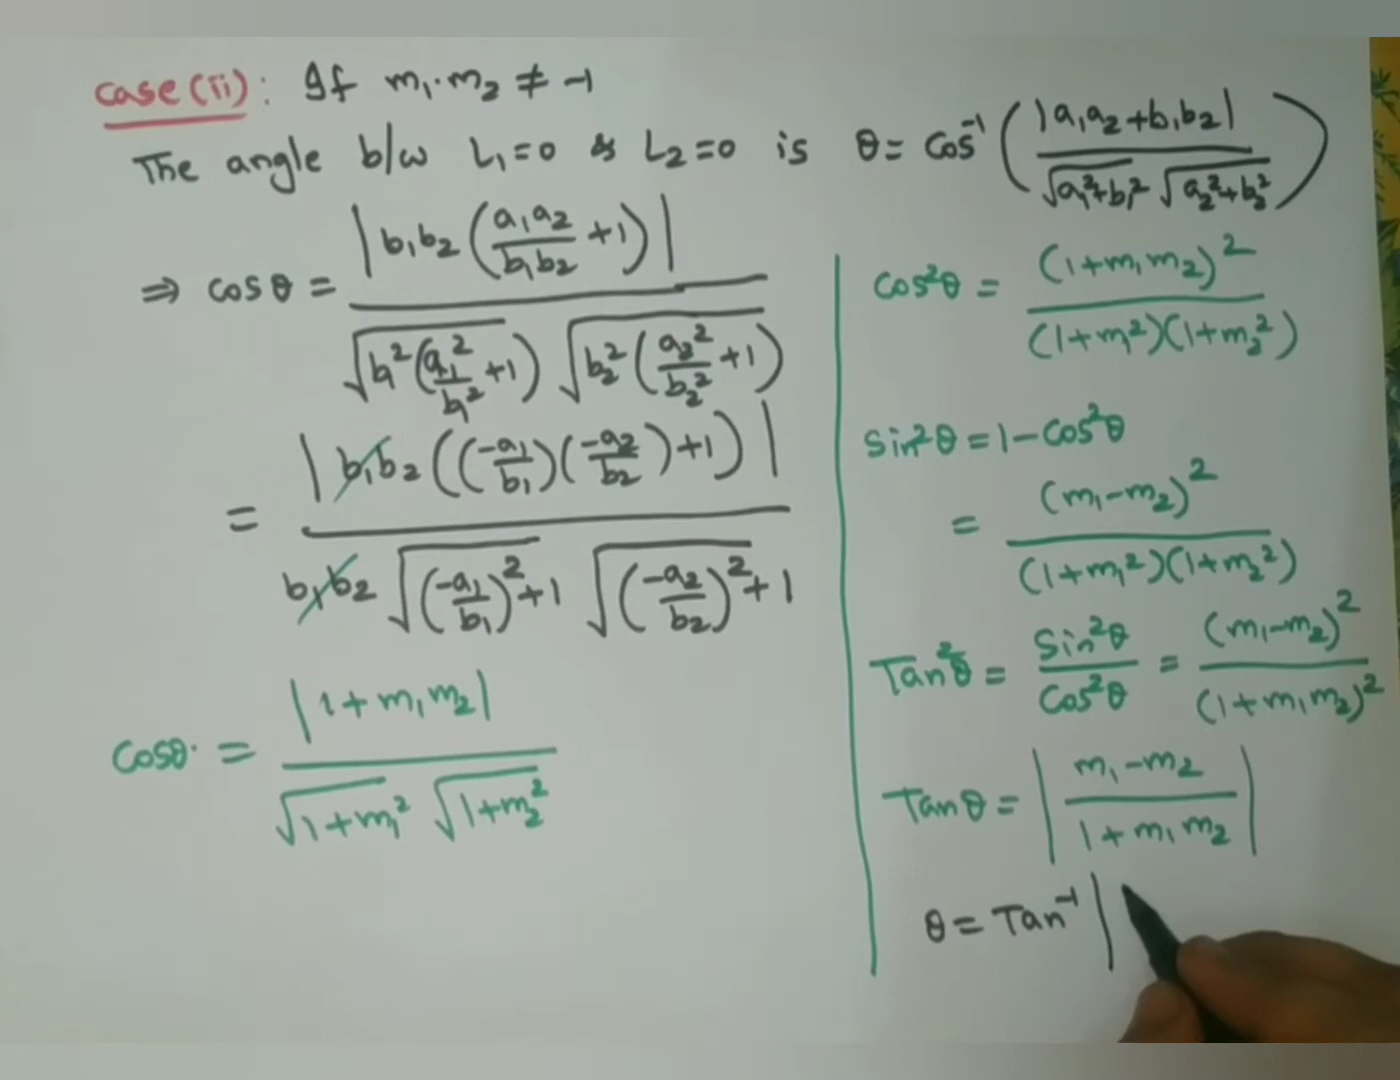 Case(ii): If m₁·m₂ ≠ -1
The angle b/w L₁=0 & L₂=0 is θ = Cos⁻¹(|a₁a₂+b₁b₂| / √a₁²+b₁² √a₂²+b₂²)
⇒ cosθ = |b₁b₂(a₁a₂/b₁b₂ +1)| / √b₁²(a₁²/b₁² +1) √b₂²(a₂²/b₂² +1)
= |b₁b₂((-a₁/b₁)(-a₂/b₂)+1)| / b₁b₂ √(-a₁/b₁)²+1 √(-a₂/b₂)²+1
Cosθ = |1+m₁m₂| / √1+m₁² √1+m₂²
Cos²θ = (1+m₁m₂)² / (1+m₁²)(1+m₂²)
Sin²θ = 1-Cos²θ
= (m₁-m₂)² / (1+m₁²)(1+m₂²)
Tan²θ = Sin²θ / Cos²θ = (m₁-m₂)² / (1+m₁m₂)²
Tanθ = |m₁-m₂ / 1+m₁m₂|
θ = Tan⁻¹|